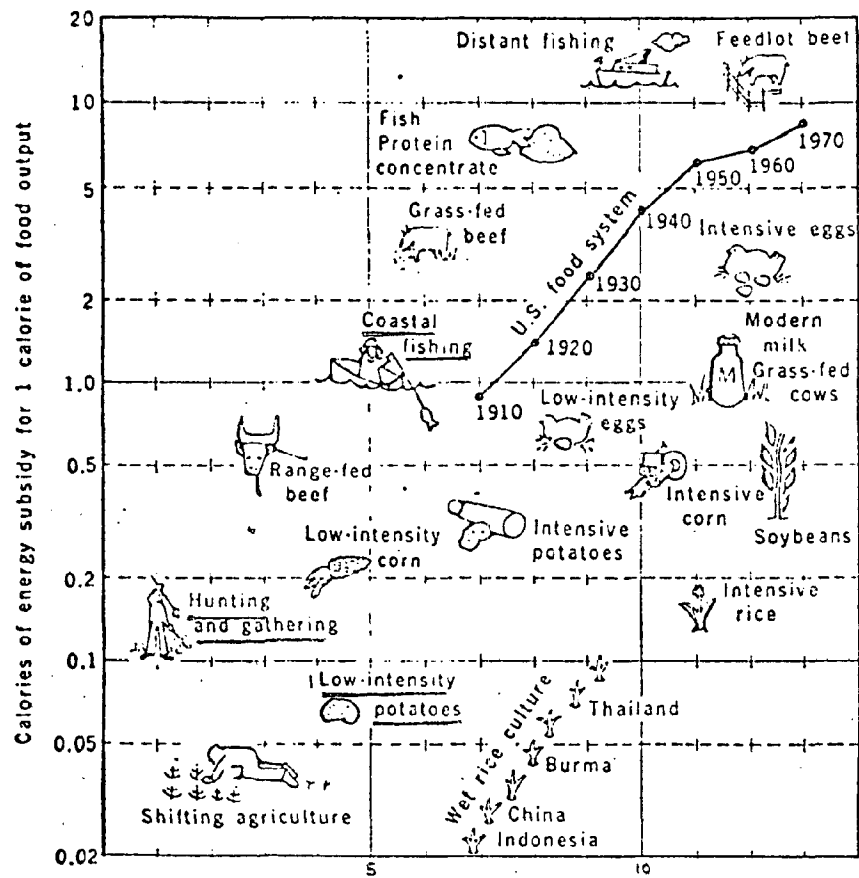 Calories of energy subsidy for 1 calorie of food output
20
10
5
2
1.0
0.5
0.2
0.1
0.05
0.02
5
10
Distant fishing
Feedlot beef
Fish
Protein
concentrate
1970
1960
1950
1940
1930
1920
1910
U.S. food system
Grass-fed
beef
Intensive eggs
Coastal
fishing
Modern
milk
M
Grass-fed
cows
Low-intensity
eggs
Range-fed
beef
Intensive
corn
Soybeans
Low-intensity
corn
Intensive
potatoes
Hunting
and gathering
Intensive
rice
Low-intensity
potatoes
Wet rice culture
Thailand
Burma
China
Indonesia
Shifting agriculture